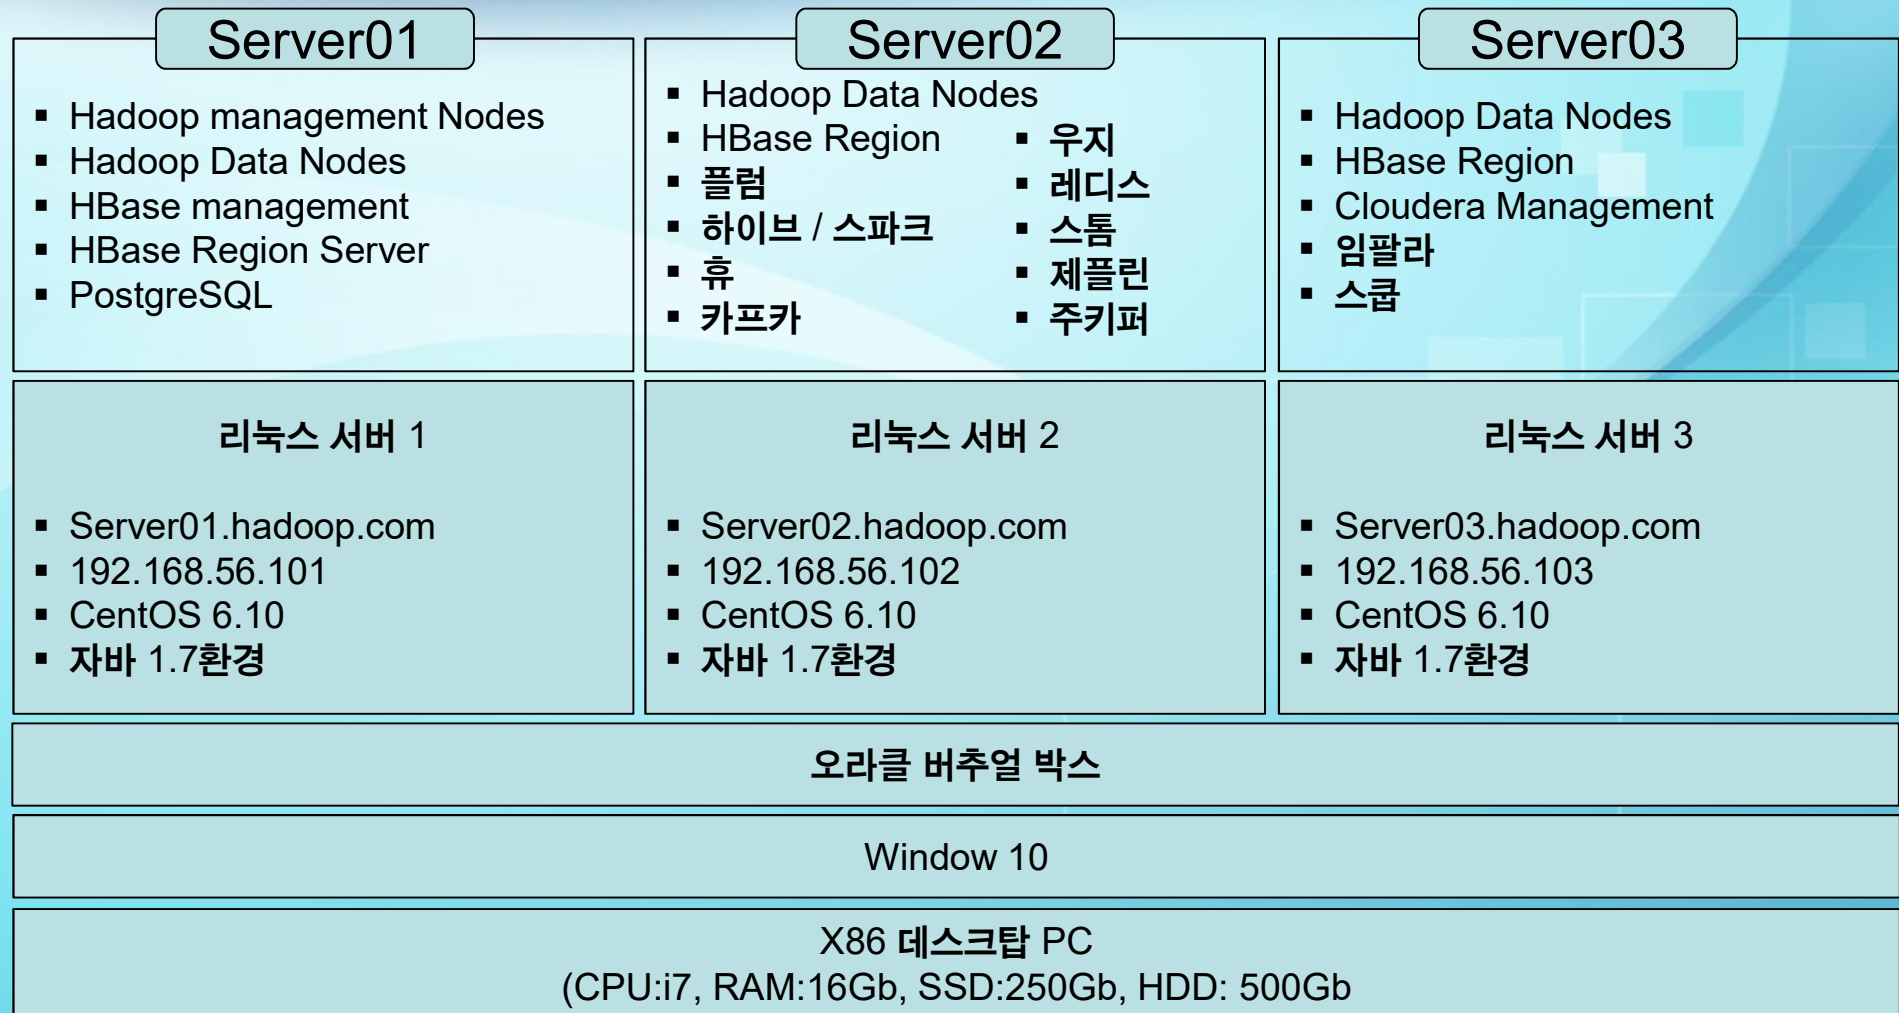 Server01
▪ Hadoop management Nodes
▪ Hadoop Data Nodes
▪ HBase management
▪ HBase Region Server
▪ PostgreSQL
Server02
▪ Hadoop Data Nodes
▪ HBase Region
▪ 플럼
▪ 하이브 / 스파크
▪ 휴
▪ 카프카
▪ 우지
▪ 레디스
▪ 스톰
▪ 제플린
▪ 주키퍼
Server03
▪ Hadoop Data Nodes
▪ HBase Region
▪ Cloudera Management
▪ 임팔라
▪ 스쿱
리눅스 서버 1
▪ Server01.hadoop.com
▪ 192.168.56.101
▪ CentOS 6.10
▪ 자바 1.7환경
리눅스 서버 2
▪ Server02.hadoop.com
▪ 192.168.56.102
▪ CentOS 6.10
▪ 자바 1.7환경
리눅스 서버 3
▪ Server03.hadoop.com
▪ 192.168.56.103
▪ CentOS 6.10
▪ 자바 1.7환경
오라클 버추얼 박스
Window 10
X86 데스크탑 PC
(CPU:i7, RAM:16Gb, SSD:250Gb, HDD: 500Gb